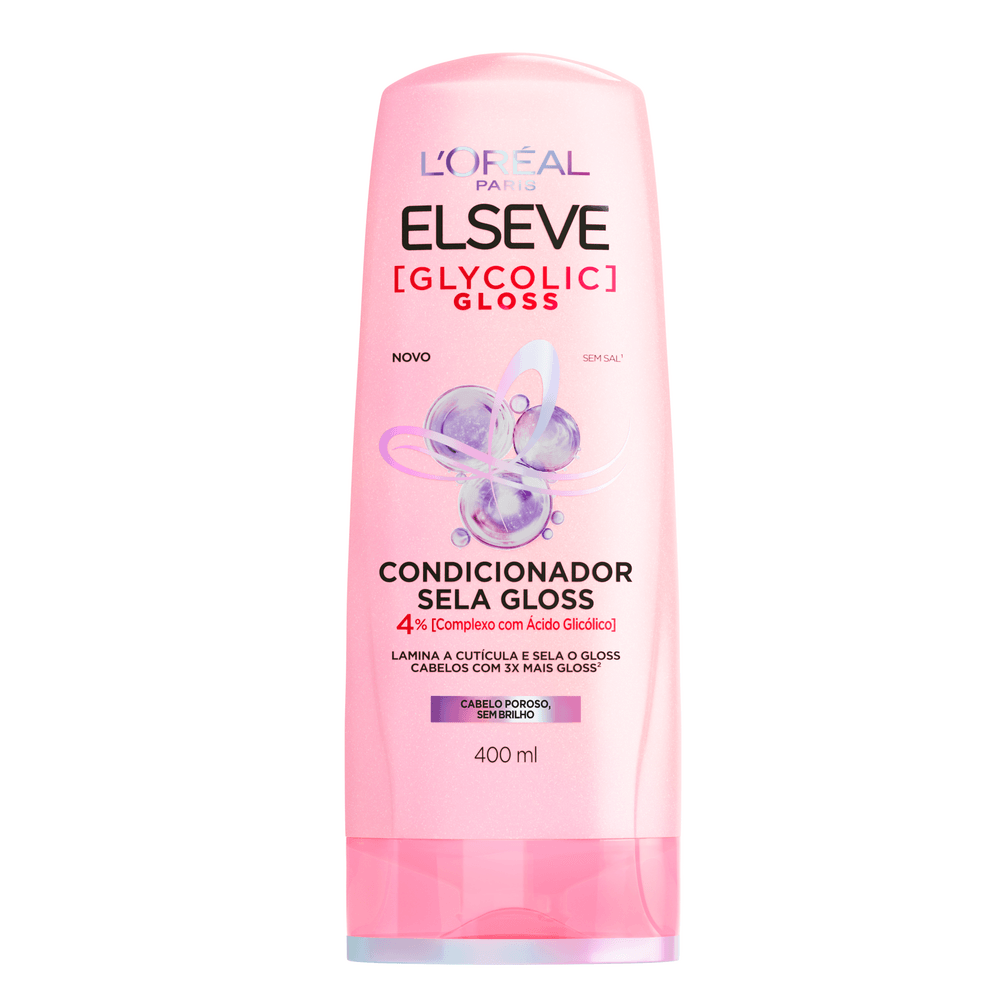 L'ORÉAL
PARIS
ELSEVE
[GLYCOLIC]
GLOSS
NOVO
SEM SAL¹
CONDICIONADOR
SELA GLOSS
4% [Complexo com Ácido Glicólico]
LAMINA A CUTÍCULA E SELA O GLOSS
CABELOS COM 3X MAIS GLOSS²
CABELO POROSO,
SEM BRILHO
400 ml